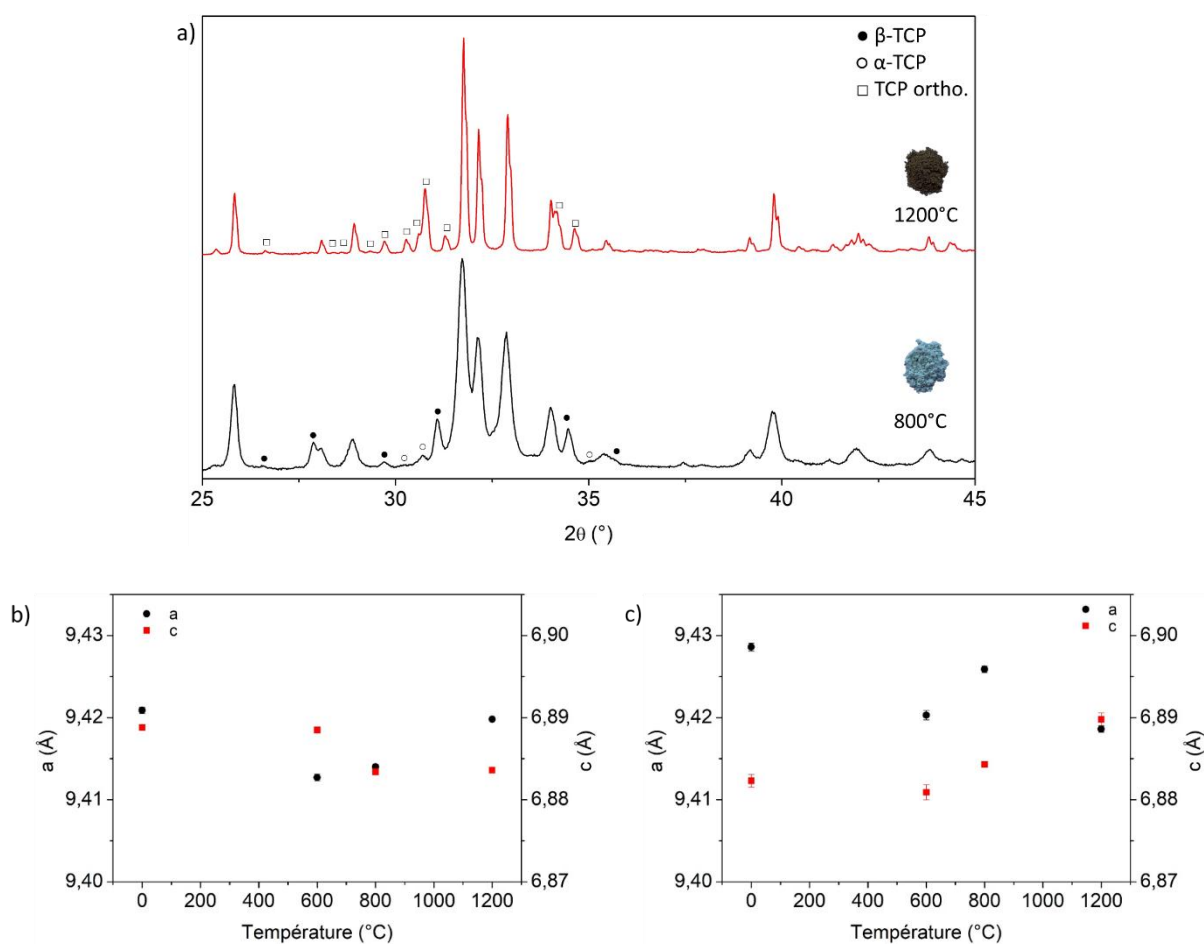 a)
● β-TCP
○ α-TCP
□ TCP ortho.
1200°C
800°C
25 30 35 40 45
2θ (°)
b)
● a
■ c
9,43
9,42
9,41
9,40
a (Å)
6,90
6,89
6,88
6,87
c (Å)
0 200 400 600 800 1000 1200
Température (°C)
c)
● a
■ c
9,43
9,42
9,41
9,40
a (Å)
6,90
6,89
6,88
6,87
c (Å)
0 200 400 600 800 1000 1200
Température (°C)